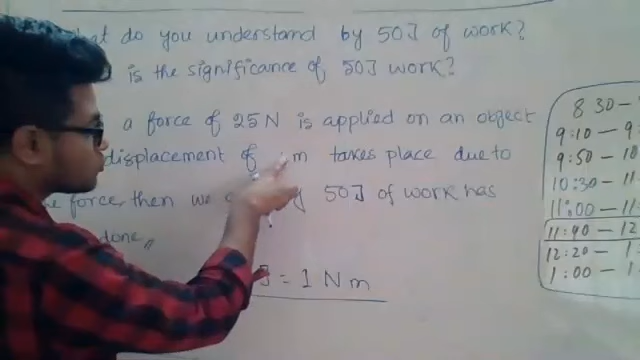 do you understand by 50J of work?
is the significance of 50J work?
a force of 25N is applied on an object
displacement of m takes place due to
force, then we 50J of work has
done,,
J = 1 N m
8 30 -
9:10 - 9
9:50 - 10
10:30 - 11
11:00 - 11
11:40 - 12
12:20 - 1
1:00 - 1